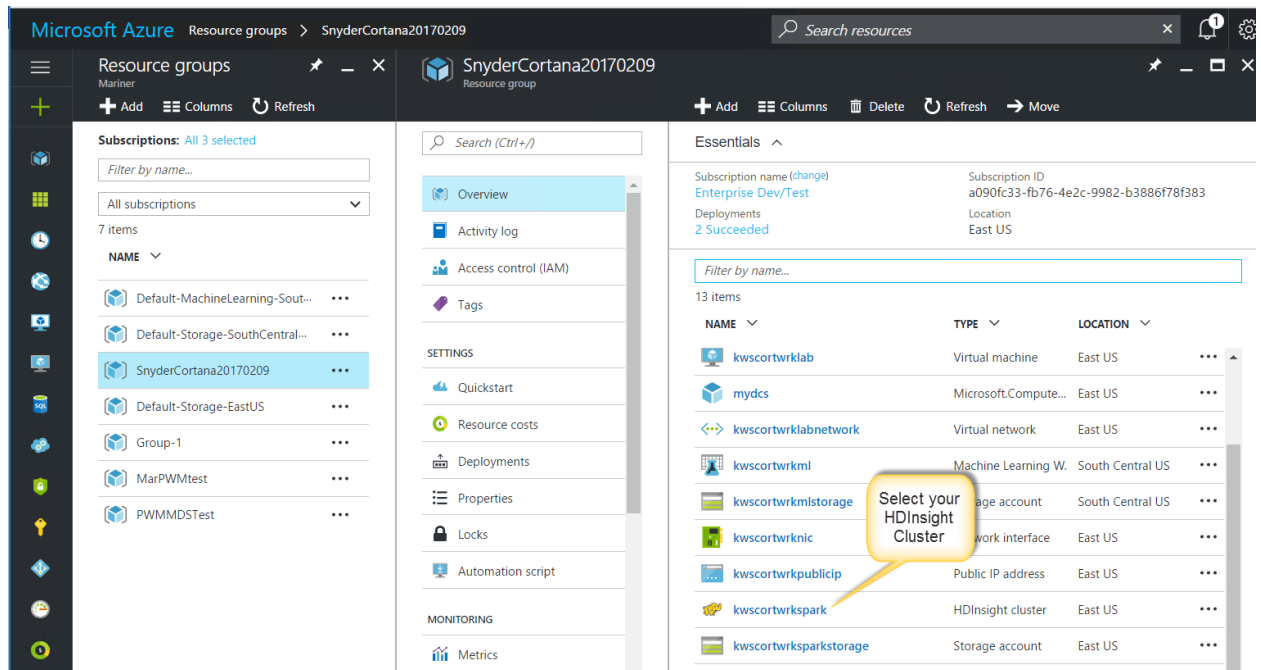 Microsoft Azure Resource groups > SnyderCortana20170209
Search resources
1
Resource groups
Mariner
Add Columns Refresh
Subscriptions: All 3 selected
Filter by name...
All subscriptions
7 items
NAME
Default-MachineLearning-Sout...
Default-Storage-SouthCentral...
SnyderCortana20170209
Default-Storage-EastUS
Group-1
MarPWMtest
PWMMDSTest
SnyderCortana20170209
Resource group
Add Columns Delete Refresh Move
Search (Ctrl+/)
Overview
Activity log
Access control (IAM)
Tags
SETTINGS
Quickstart
Resource costs
Deployments
Properties
Locks
Automation script
MONITORING
Metrics
Essentials
Subscription name (change) Subscription ID
Enterprise Dev/Test a090fc33-fb76-4e2c-9982-b3886f78f383
Deployments Location
2 Succeeded East US
Filter by name...
13 items
NAME TYPE LOCATION
kwscortwrklab Virtual machine East US
mydcs Microsoft.Compute... East US
kwscortwrklabnetwork Virtual network East US
kwscortwrkml Machine Learning W. South Central US
kwscortwrkmlstorage age account South Central US
kwscortwrknic work interface East US
kwscortwrkpublicip Public IP address East US
kwscortwrkspark HDInsight cluster East US
kwscortwrksparkstorage Storage account East US
Select your
HDInsight
Cluster
SQL